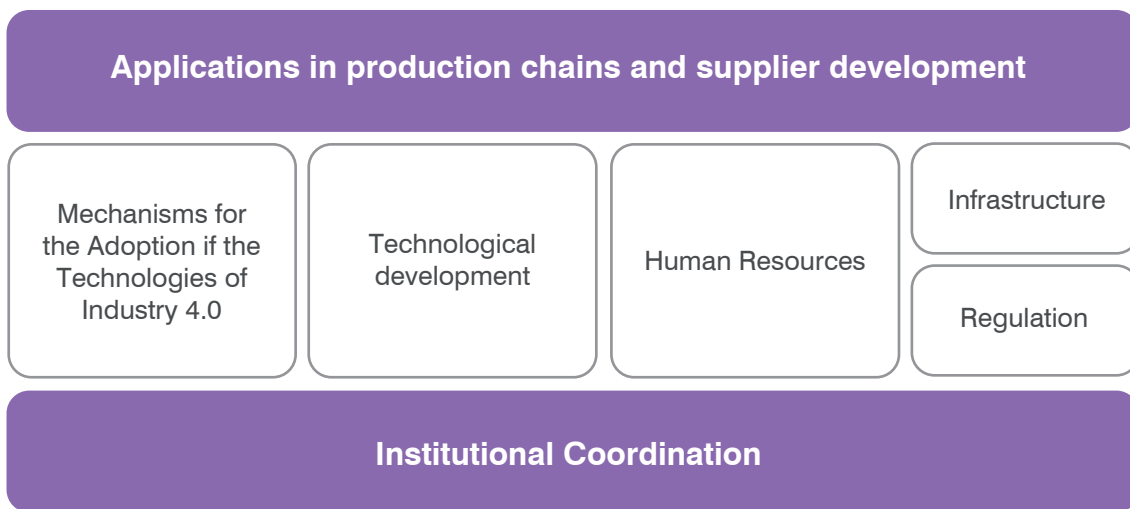 Applications in production chains and supplier development
Mechanisms for
the Adoption if the
Technologies of
Industry 4.0
Technological
development
Human Resources
Infrastructure
Regulation
Institutional Coordination